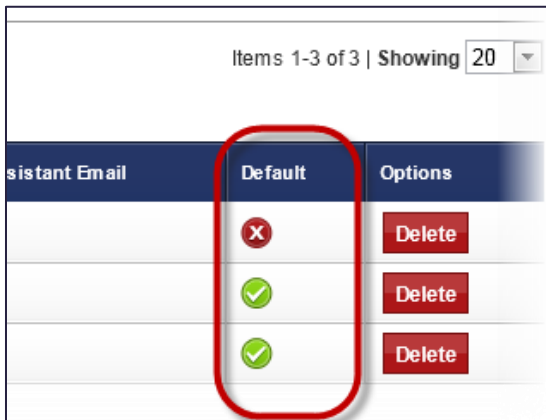 Items 1-3 of 3 | Showing 20
sistant Email Default Options
Delete
Delete
Delete